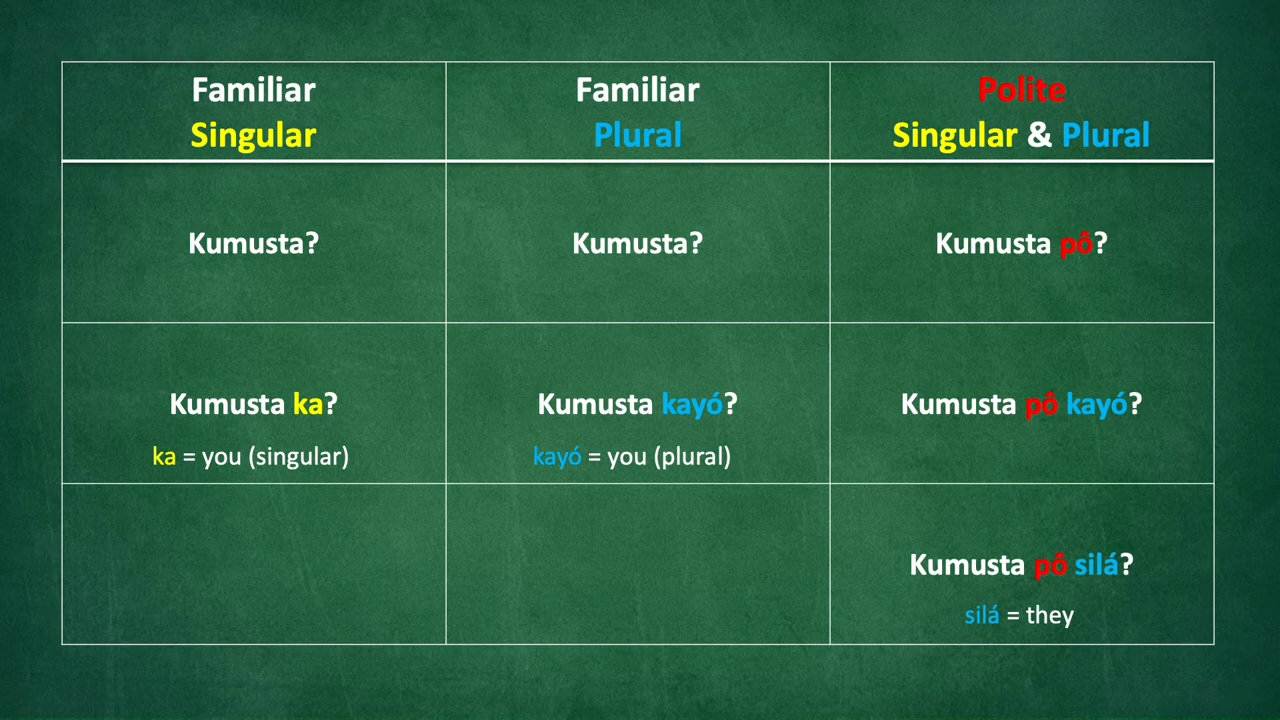 Familiar
Singular
Familiar
Plural
Polite
Singular & Plural
Kumusta?
Kumusta?
Kumusta pô?
Kumusta ka?
ka = you (singular)
Kumusta kayó?
kayó = you (plural)
Kumusta pô kayó?
Kumusta pô silá?
silá = they